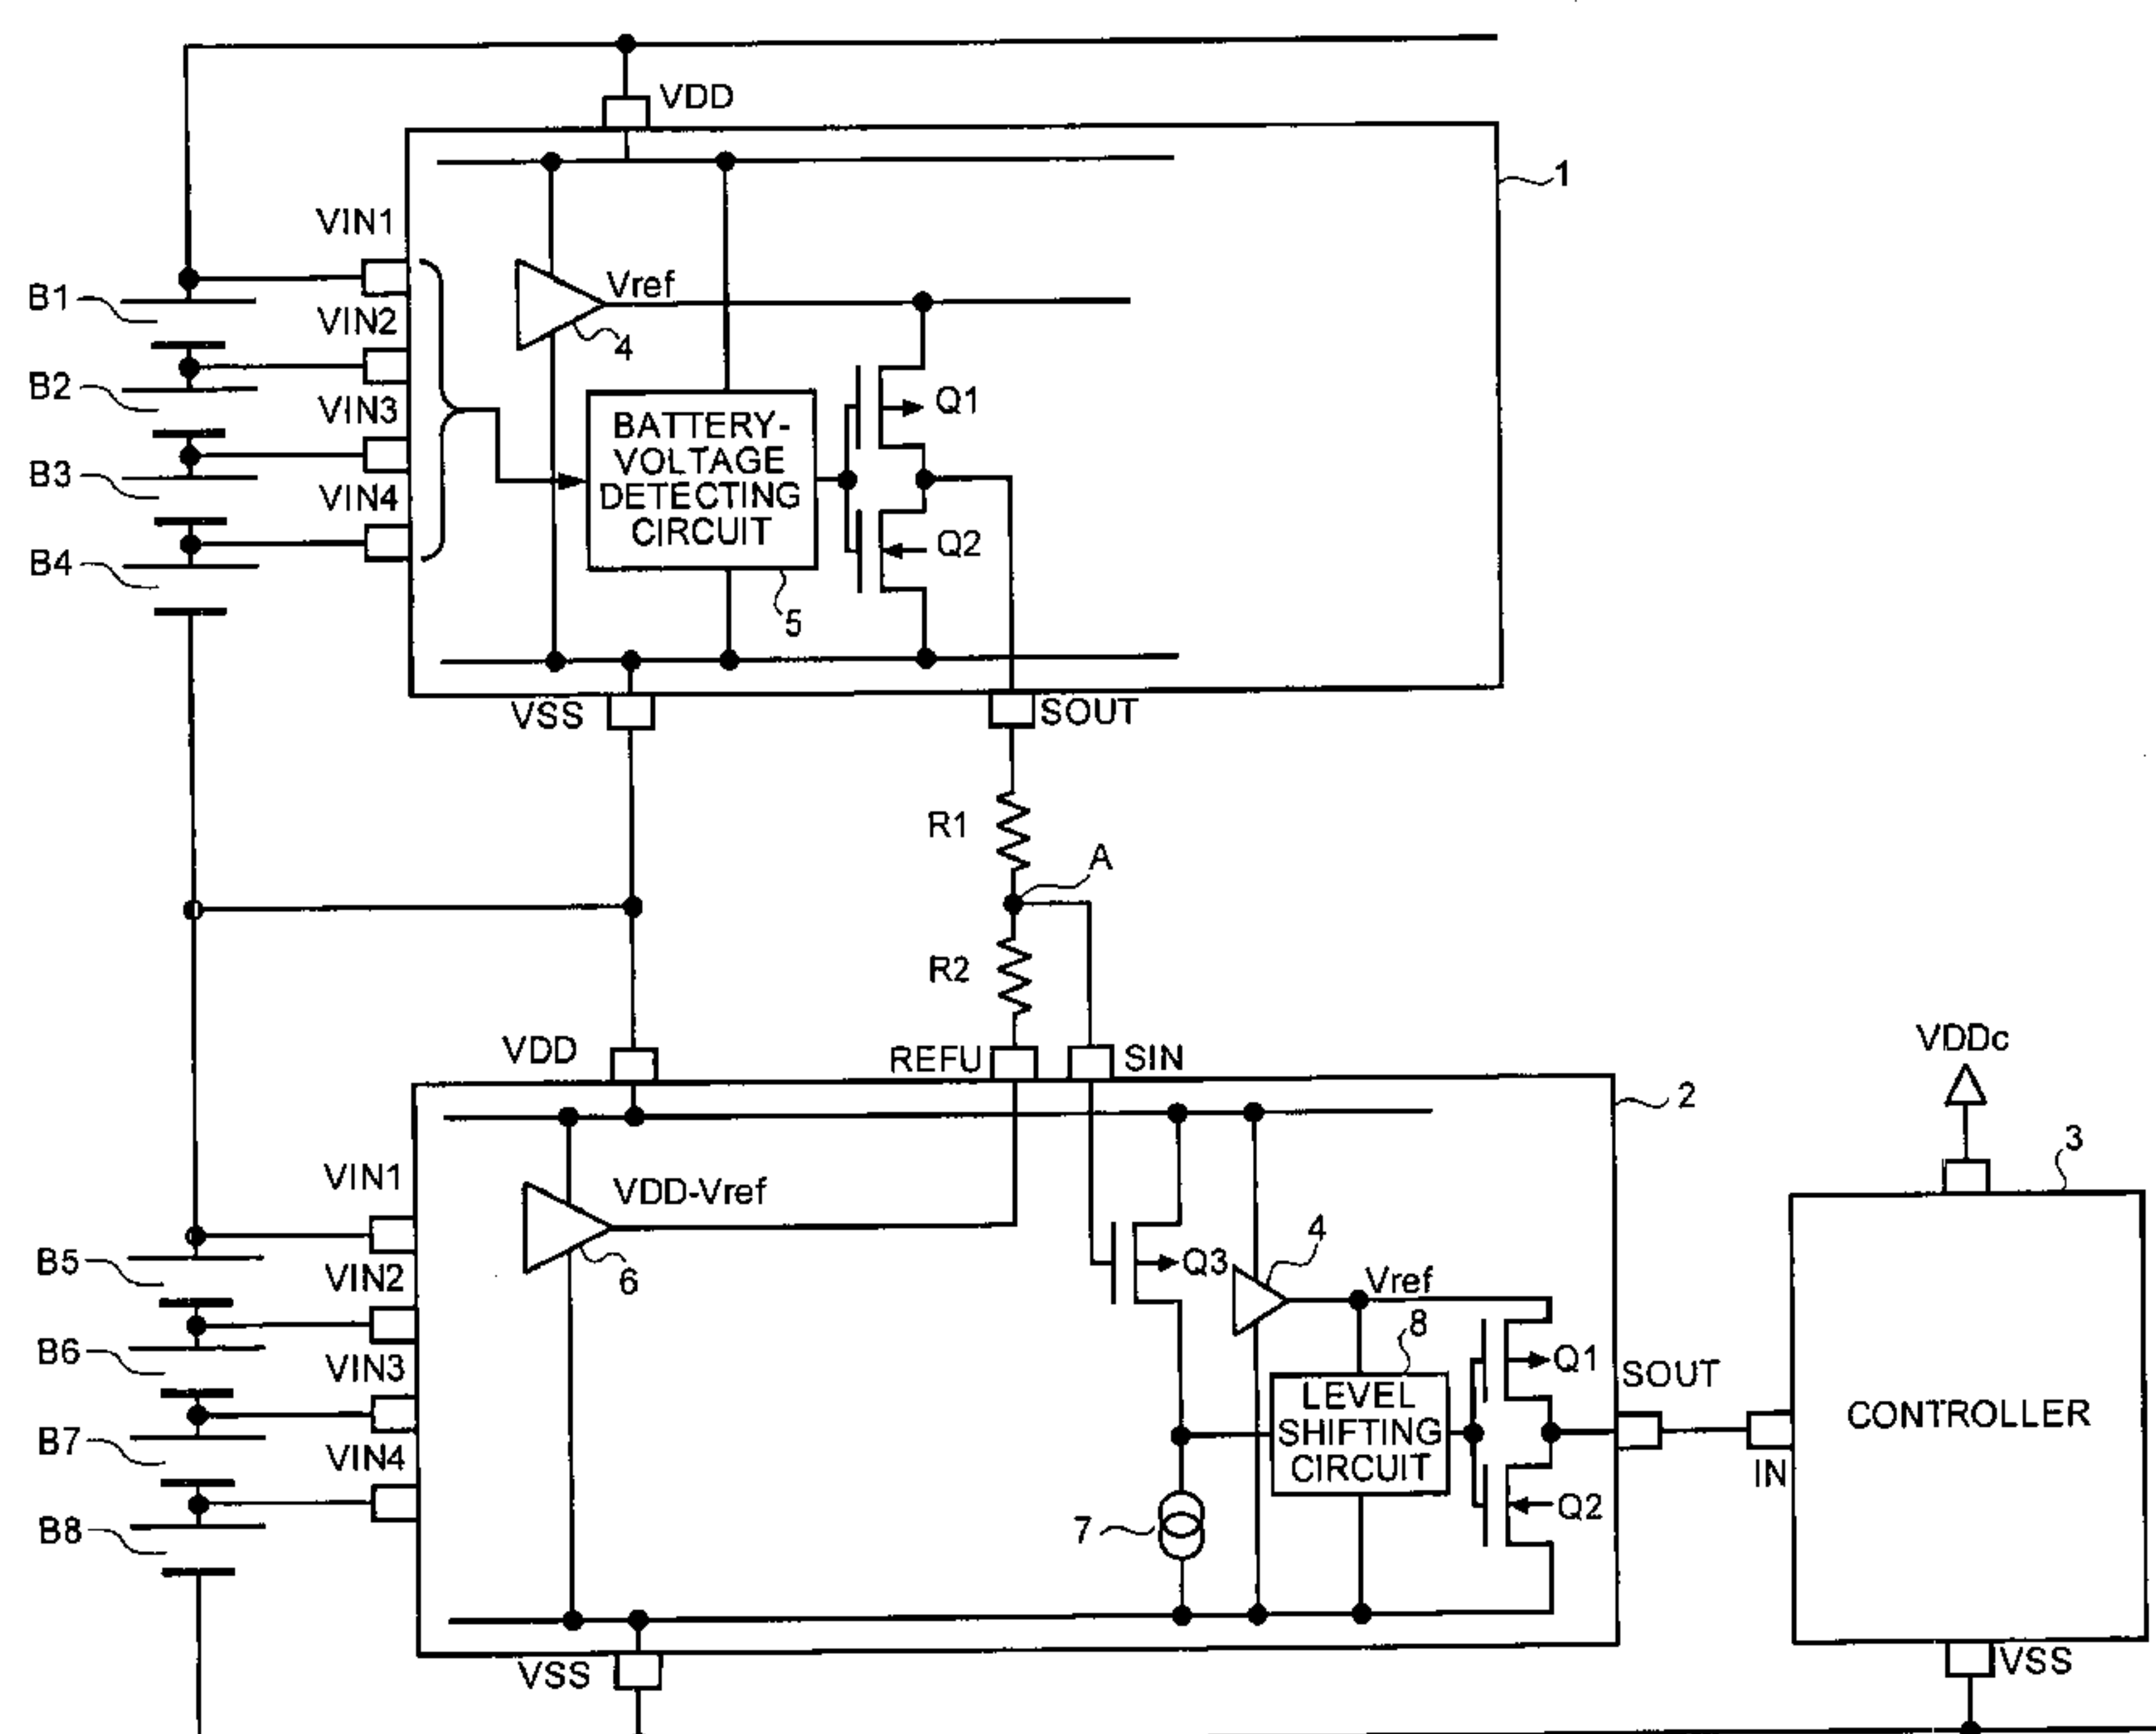 VDD
1
VIN1
Vref
B1
VIN2
4
B2
VIN3
Q1
BATTERY-
VOLTAGE
DETECTING
CIRCUIT
B3
VIN4
Q2
B4
5
VSS
SOUT
R1
A
R2
VDD
REFU
SIN
VDDc
2
3
VIN1
VDD-Vref
4
B5
VIN2
6
Q3
Vref
8
B6
VIN3
Q1
SOUT
LEVEL
SHIFTING
CIRCUIT
CONTROLLER
B7
VIN4
IN
Q2
B8
7
VSS
VSS